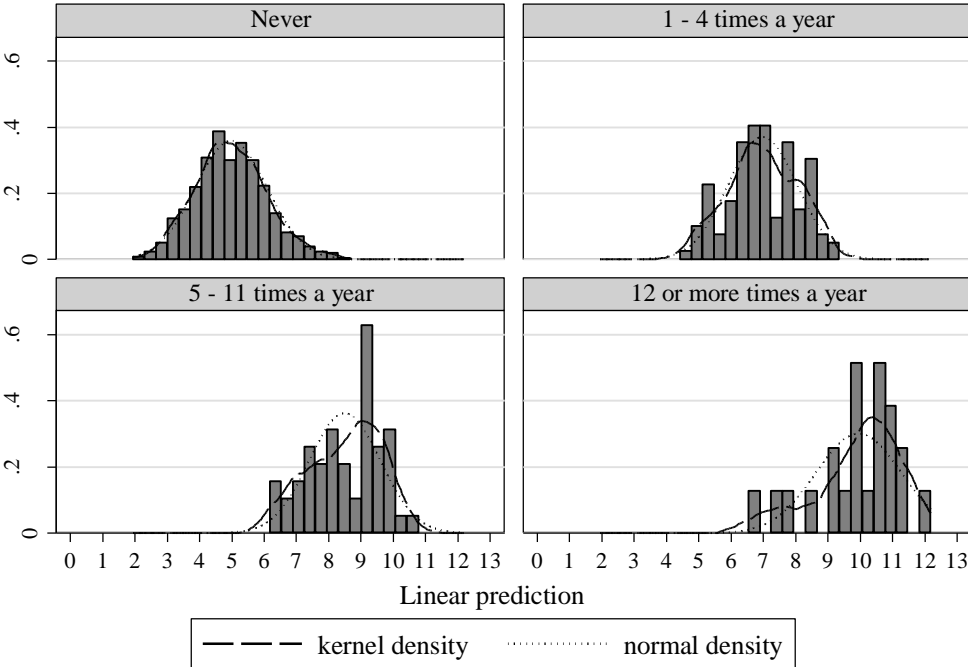 Never
1 - 4 times a year
0 .2 .4 .6
5 - 11 times a year
12 or more times a year
0 .2 .4 .6
0 1 2 3 4 5 6 7 8 9 10 11 12 13
0 1 2 3 4 5 6 7 8 9 10 11 12 13
Linear prediction
kernel density
normal density